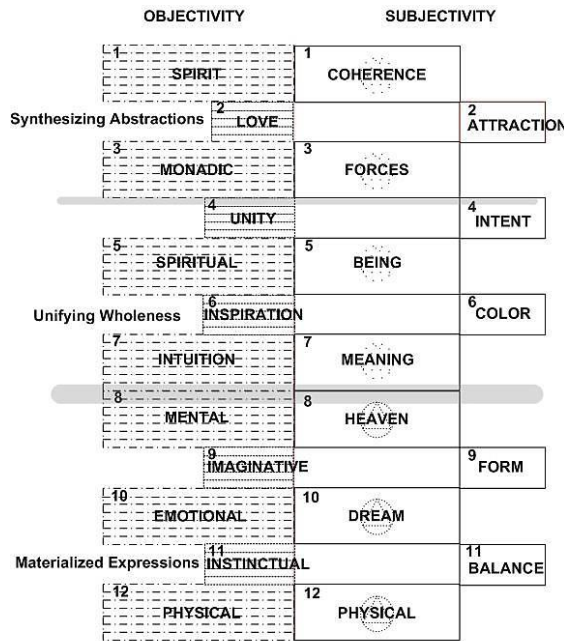 OBJECTIVITY SUBJECTIVITY
1 1
SPIRIT COHERENCE
2 2
Synthesizing Abstractions LOVE ATTRACTION
3 3
MONADIC FORCES
4 4
UNITY INTENT
5 5
SPIRITUAL BEING
6 6
Unifying Wholeness INSPIRATION COLOR
7 7
INTUITION MEANING
8 8
MENTAL HEAVEN
9 9
IMAGINATIVE FORM
10 10
EMOTIONAL DREAM
11 11
Materialized Expressions INSTINCTUAL BALANCE
12 12
PHYSICAL PHYSICAL